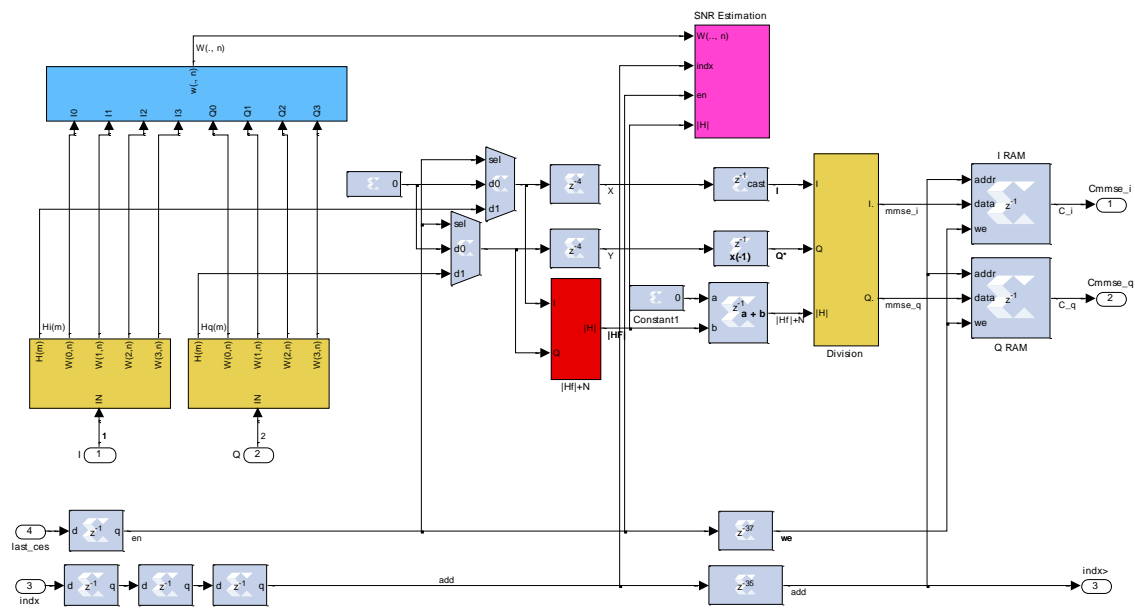 SNR Estimation
W(., n)
W(.., n)
w(., n)
indx
en
|H|
I0
I1
I2
I3
Q0
Q1
Q2
Q3
0
sel
d0
d1
sel
d0
d1
z-4
X
z-4
Y
z-1 cast
I
z-1
x(-1)
Q*
I
Q
|H|
I.
Q.
Division
mmse_i
mmse_q
I RAM
addr
data
we
z-1
C_i
Cmmse_i
1
addr
data
we
z-1
C_q
Q RAM
Cmmse_q
2
I
Q
|H|
|HF|
|Hf|+N
0
Constant1
a
b
z-1
a + b
|Hf|+N
Hi(m)
Hq(m)
H(m)
W(0,n)
W(1,n)
W(2,n)
W(3,n)
IN
H(m)
W(0,n)
W(1,n)
W(2,n)
W(3,n)
IN
1
I
1
2
Q
2
4
last_ces
d z-1 q
en
z-37
we
3
indx
d z-1 q
d z-1 q
d z-1 q
add
z-35
add
indx>
3